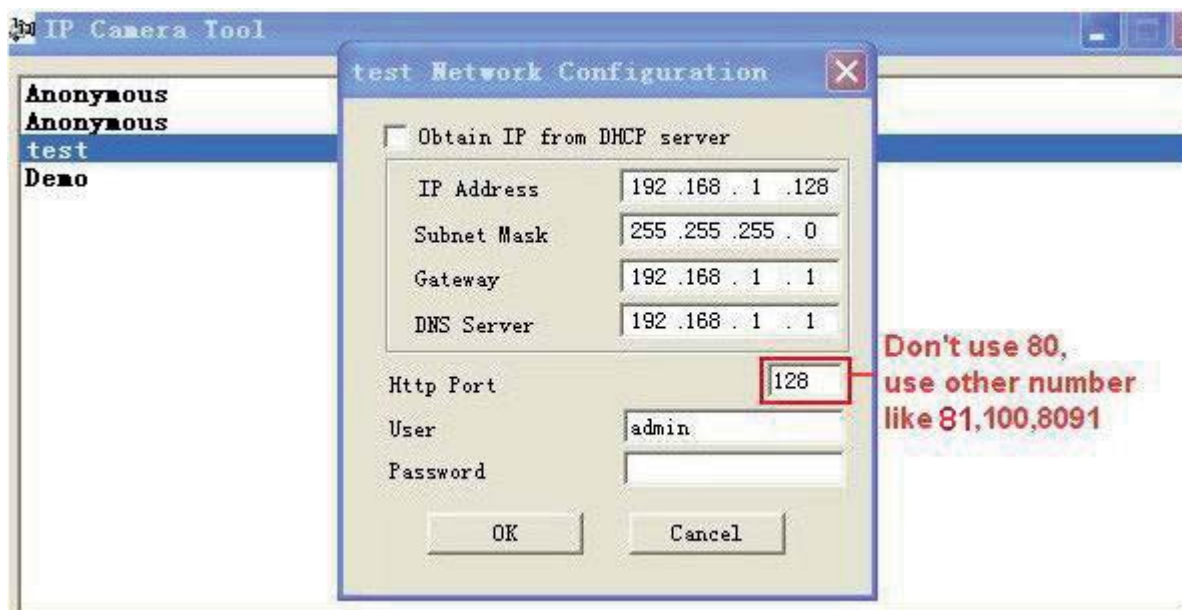 IP Camera Tool
Anonymous
Anonymous
test
Demo
test Network Configuration
Obtain IP from DHCP server
IP Address 192 .168 . 1 .128
Subnet Mask 255 .255 .255 . 0
Gateway 192 .168 . 1 . 1
DNS Server 192 .168 . 1 . 1
Http Port 128
User admin
Password
OK Cancel
Don't use 80,
use other number
like 81,100,8091